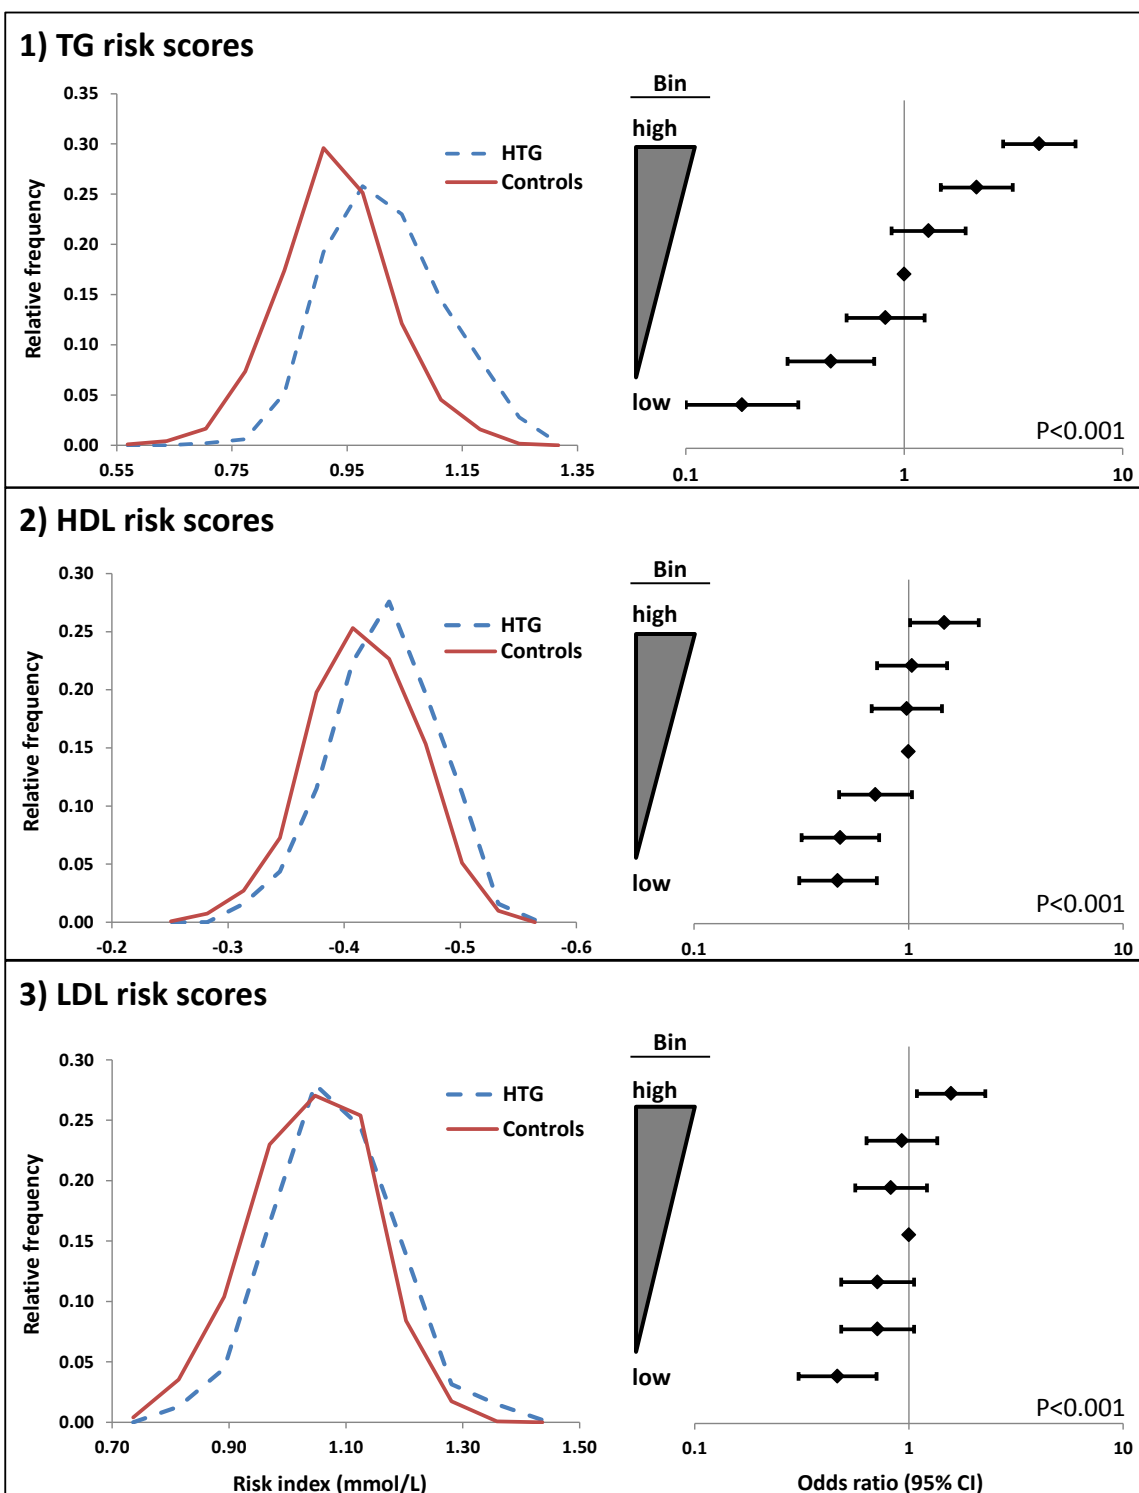 1) TG risk scores
Relative frequency
0.35
0.30
0.25
0.20
0.15
0.10
0.05
0.00
0.55 0.75 0.95 1.15 1.35
HTG
Controls
Bin
high
low
P<0.001
0.1 1 10
2) HDL risk scores
Relative frequency
0.30
0.25
0.20
0.15
0.10
0.05
0.00
-0.2 -0.3 -0.4 -0.5 -0.6
HTG
Controls
Bin
high
low
P<0.001
0.1 1 10
3) LDL risk scores
Relative frequency
0.30
0.25
0.20
0.15
0.10
0.05
0.00
0.70 0.90 1.10 1.30 1.50
Risk index (mmol/L)
HTG
Controls
Bin
high
low
P<0.001
0.1 1 10
Odds ratio (95% CI)